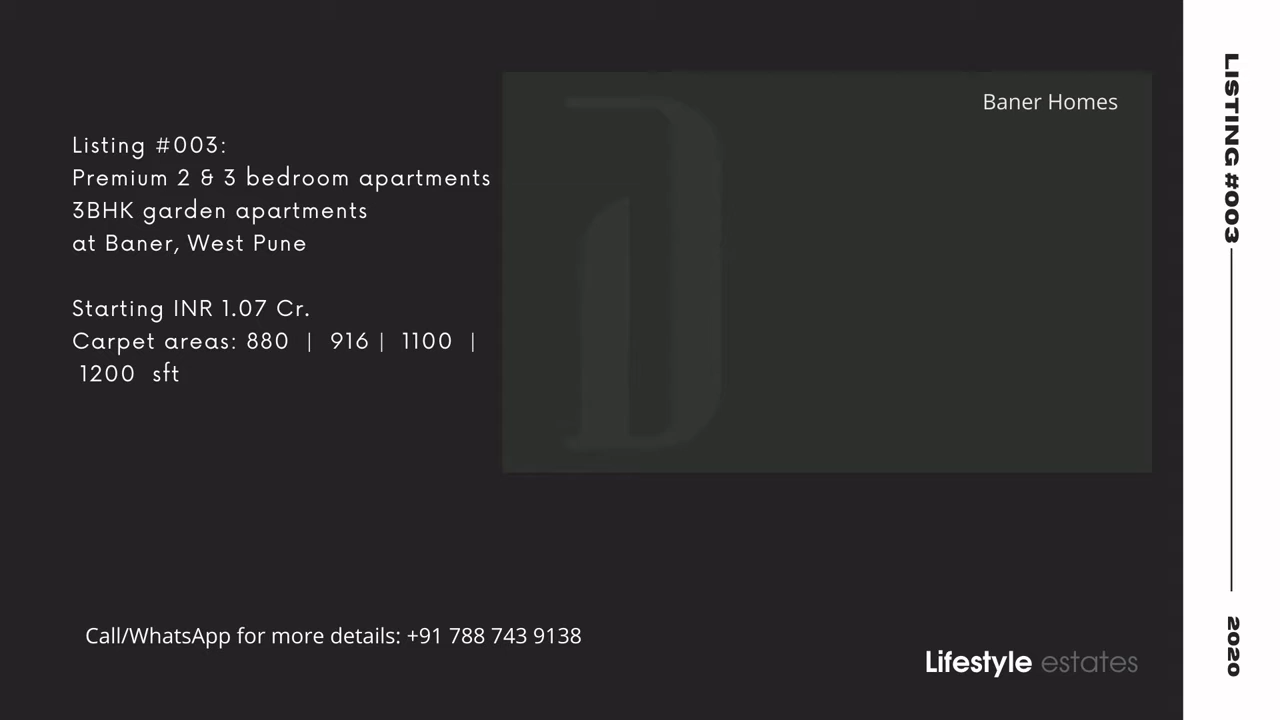 Listing #003:
Premium 2 & 3 bedroom apartments
3BHK garden apartments
at Baner, West Pune
Starting INR 1.07 Cr.
Carpet areas: 880 | 916 | 1100 |
1200 sft
Baner Homes
Call/WhatsApp for more details: +91 788 743 9138
Lifestyle estates
LISTING #003
2020